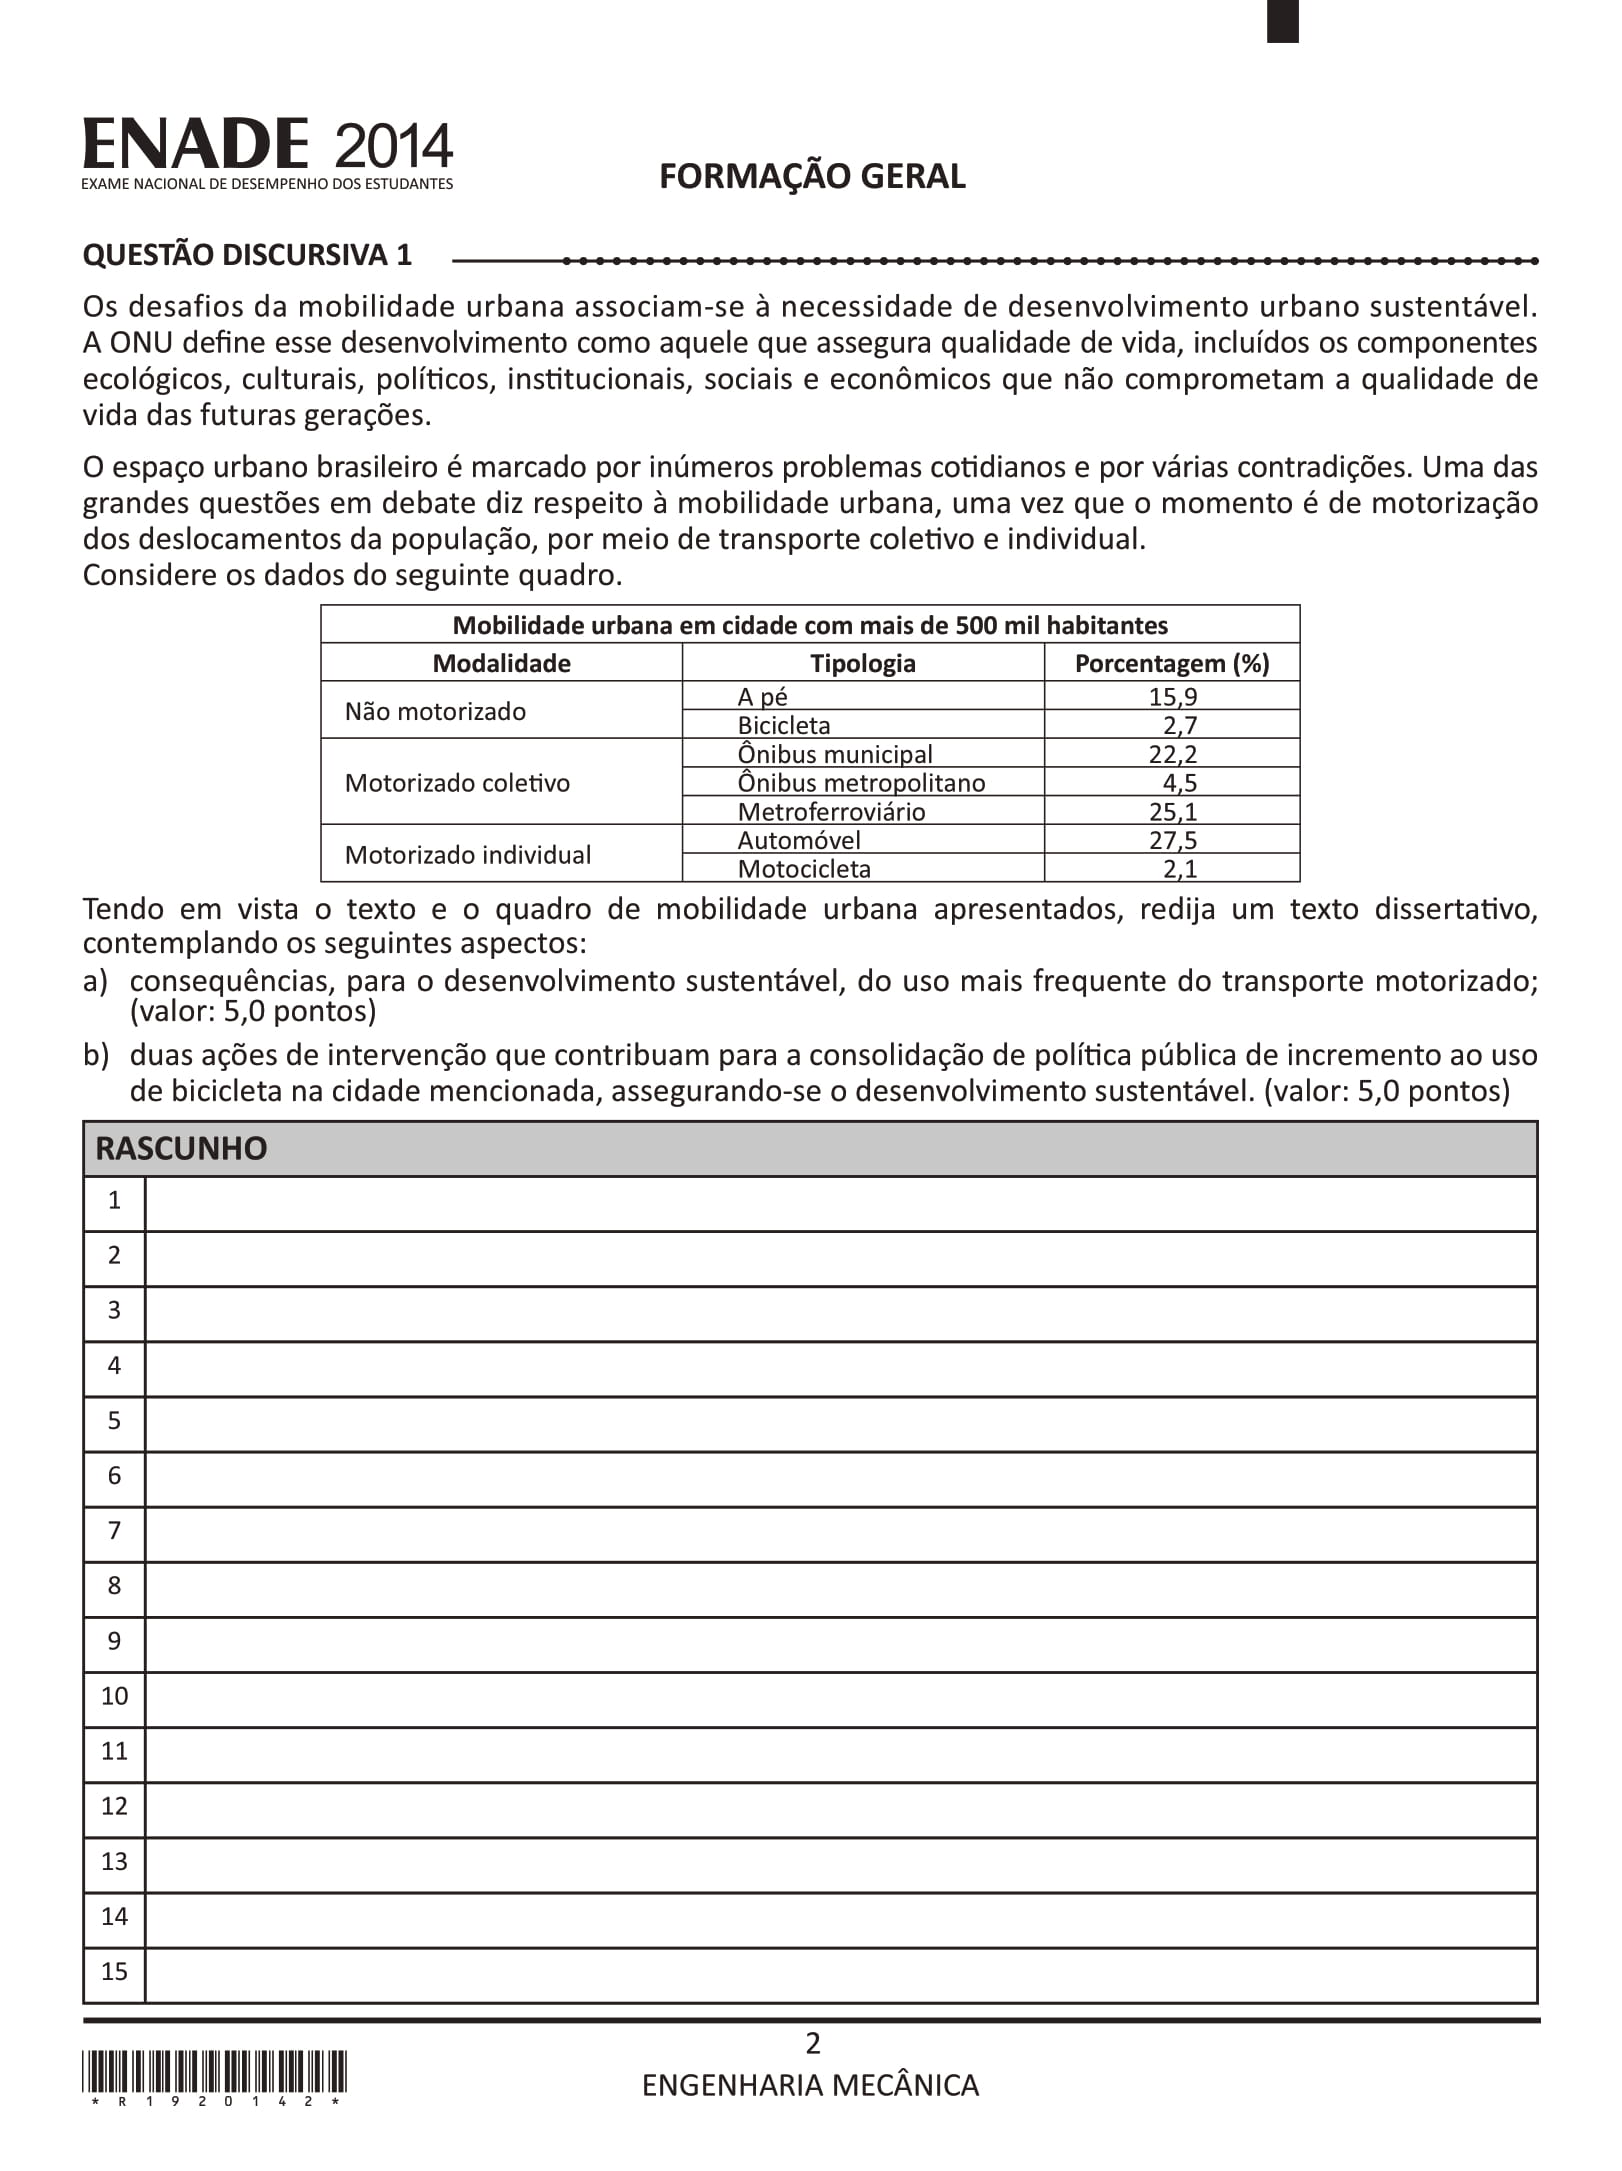 ENADE 2014
EXAME NACIONAL DE DESEMPENHO DOS ESTUDANTES
FORMAÇÃO GERAL
QUESTÃO DISCURSIVA 1
Os desafios da mobilidade urbana associam-se à necessidade de desenvolvimento urbano sustentável.
A ONU define esse desenvolvimento como aquele que assegura qualidade de vida, incluídos os componentes
ecológicos, culturais, políticos, institucionais, sociais e econômicos que não comprometam a qualidade de
vida das futuras gerações.
O espaço urbano brasileiro é marcado por inúmeros problemas cotidianos e por várias contradições. Uma das
grandes questões em debate diz respeito à mobilidade urbana, uma vez que o momento é de motorização
dos deslocamentos da população, por meio de transporte coletivo e individual.
Considere os dados do seguinte quadro.
Mobilidade urbana em cidade com mais de 500 mil habitantes
Modalidade Tipologia Porcentagem (%)
Não motorizado A pé 15,9
Bicicleta 2,7
Motorizado coletivo Ônibus municipal 22,2
Ônibus metropolitano 4,5
Metroferroviário 25,1
Motorizado individual Automóvel 27,5
Motocicleta 2,1
Tendo em vista o texto e o quadro de mobilidade urbana apresentados, redija um texto dissertativo,
contemplando os seguintes aspectos:
a) consequências, para o desenvolvimento sustentável, do uso mais frequente do transporte motorizado;
(valor: 5,0 pontos)
b) duas ações de intervenção que contribuam para a consolidação de política pública de incremento ao uso
de bicicleta na cidade mencionada, assegurando-se o desenvolvimento sustentável. (valor: 5,0 pontos)
RASCUNHO
1
2
3
4
5
6
7
8
9
10
11
12
13
14
15
2
ENGENHARIA MECÂNICA
*R1920142*